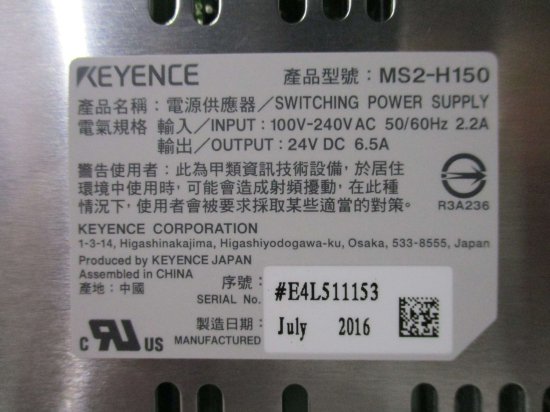 KEYENCE 產品型號：MS2-H150
產品名稱：電源供應器／SWITCHING POWER SUPPLY
電氣規格 輸入／INPUT：100V-240V AC 50/60Hz 2.2A
輸出／OUTPUT：24V DC 6.5A
警告使用者：此為甲類資訊技術設備，於居住
環境中使用時，可能會造成射頻擾動，在此種
情況下，使用者會被要求採取某些適當的對策。
R3A236
KEYENCE CORPORATION
1-3-14, Higashinakajima, Higashiyodogawa-ku, Osaka, 533-8555, Japan
Produced by KEYENCE JAPAN
Assembled in CHINA
產地：中國
序號：
SERIAL No.
#E4L511153
製造日期：
MANUFACTURED
July 2016
C RU US